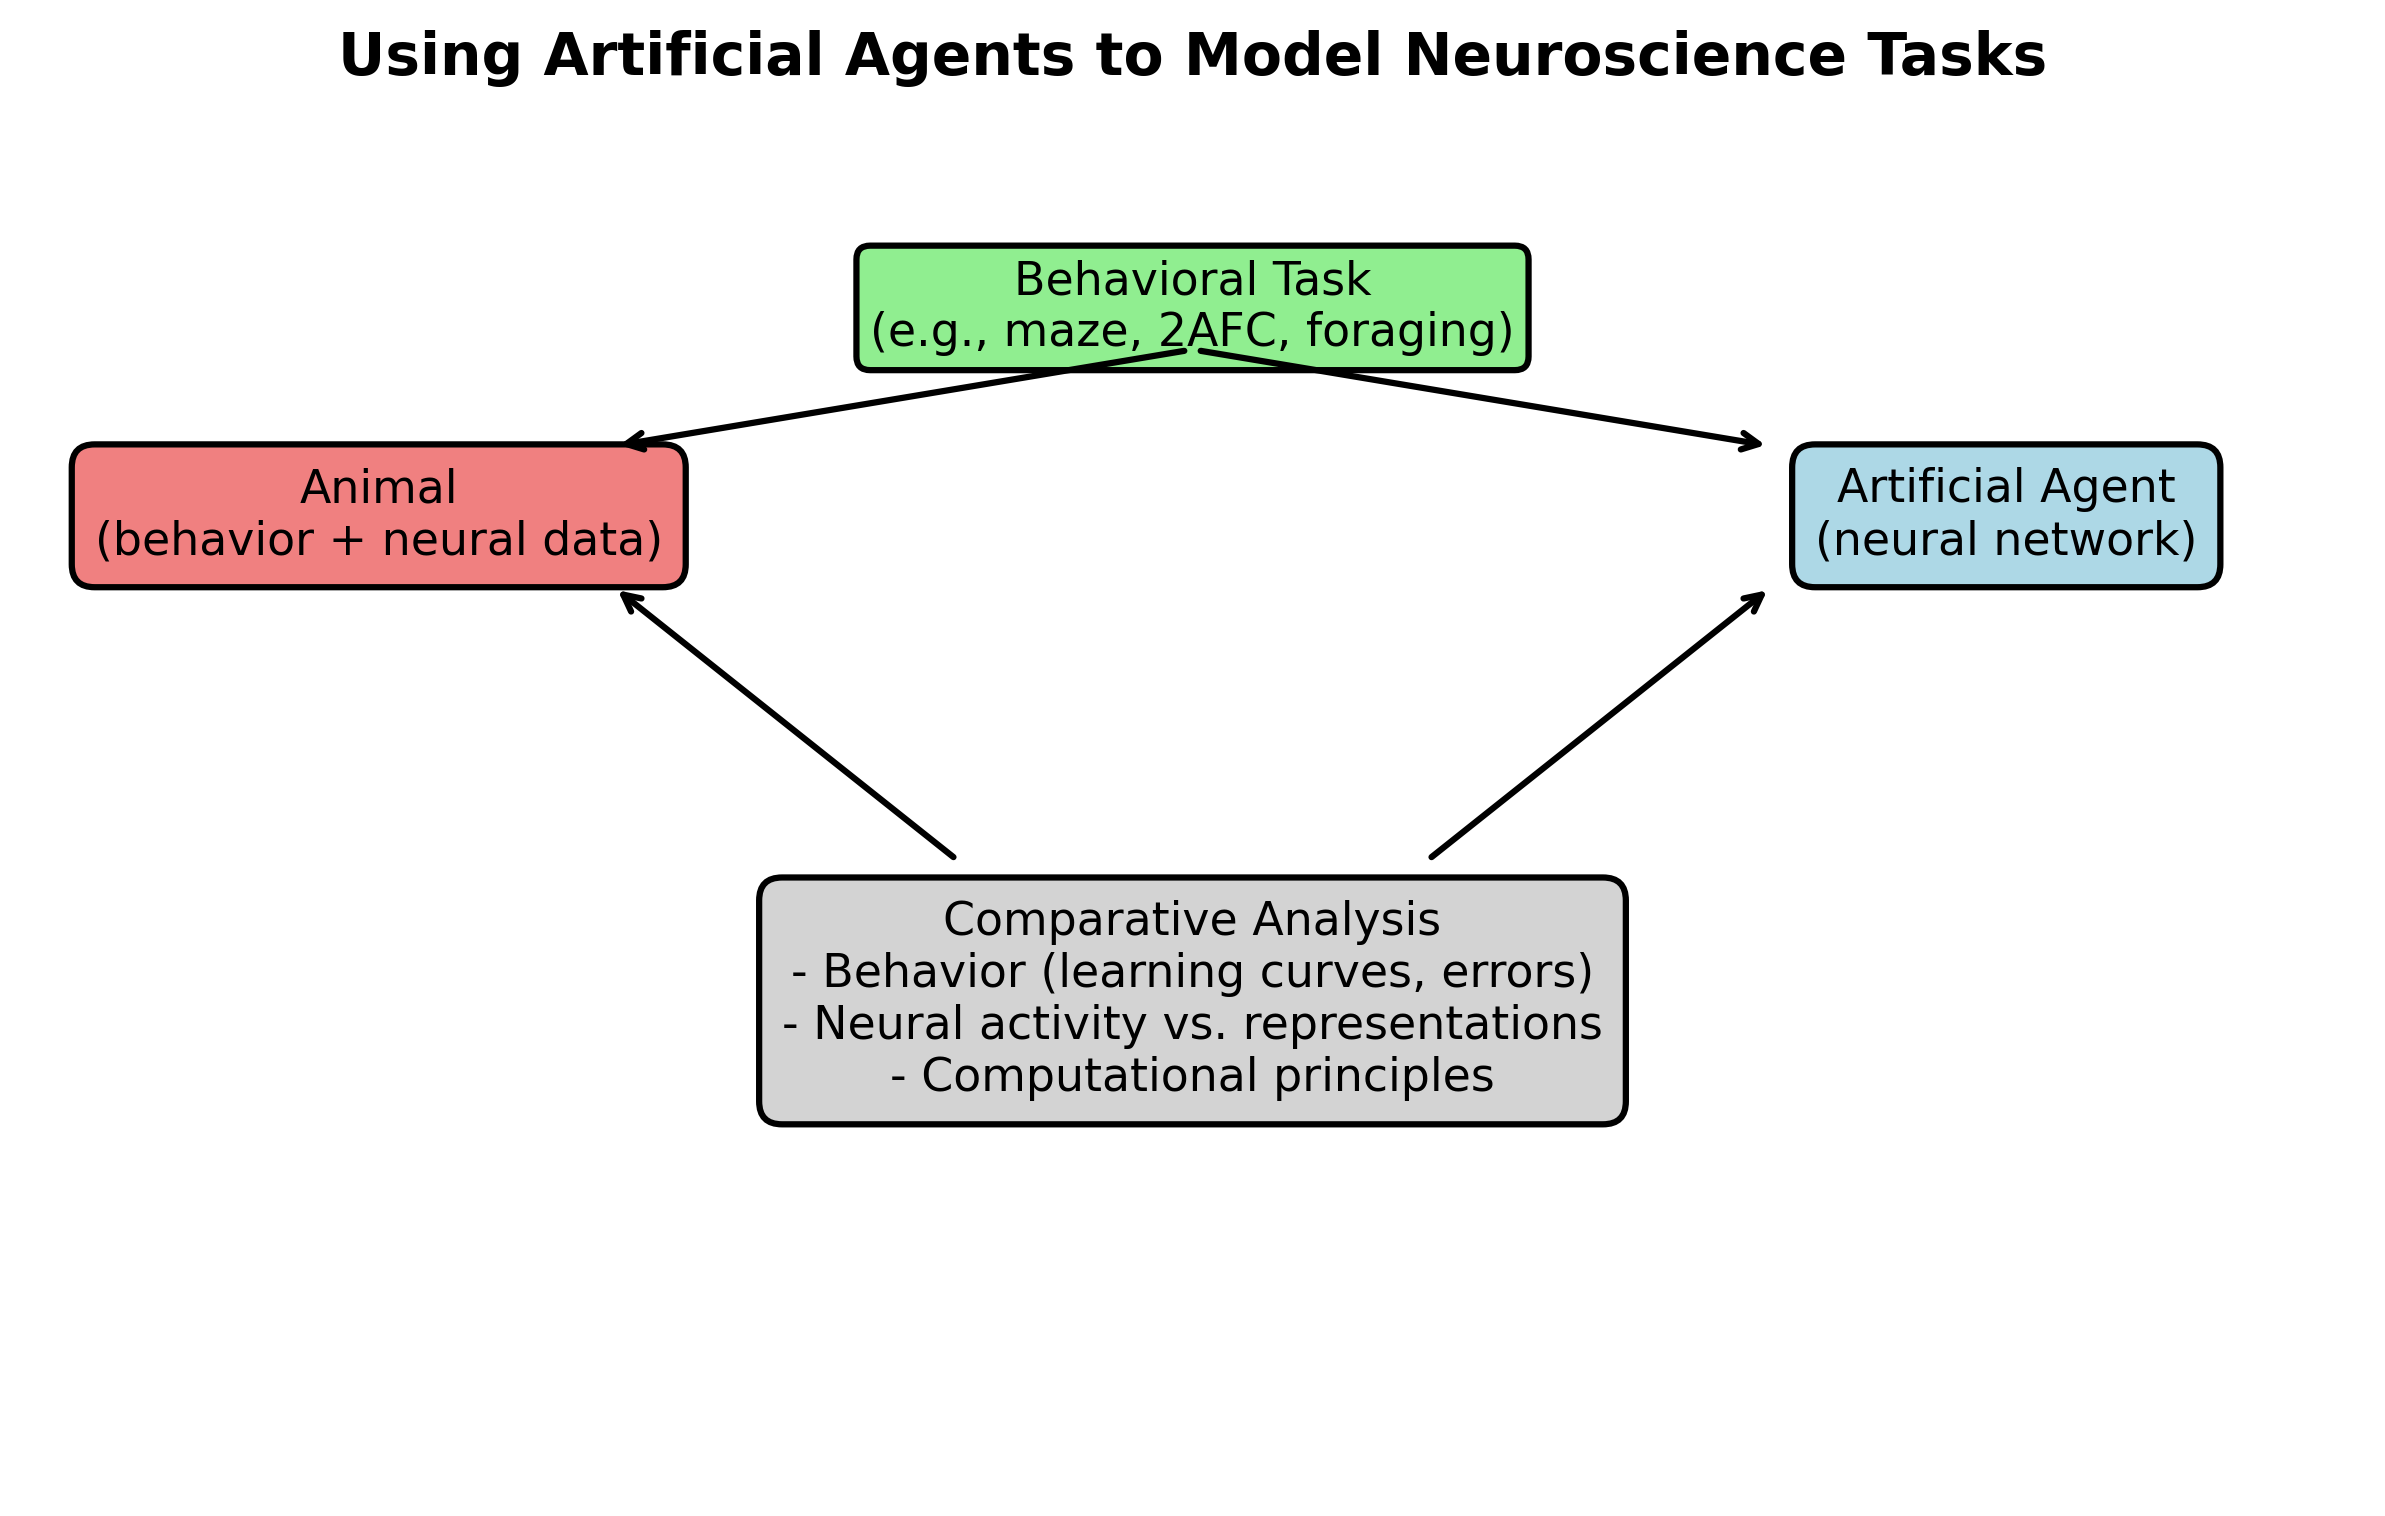 Using Artificial Agents to Model Neuroscience Tasks
Behavioral Task
(e.g., maze, 2AFC, foraging)
Animal
(behavior + neural data)
Artificial Agent
(neural network)
Comparative Analysis
- Behavior (learning curves, errors)
- Neural activity vs. representations
- Computational principles